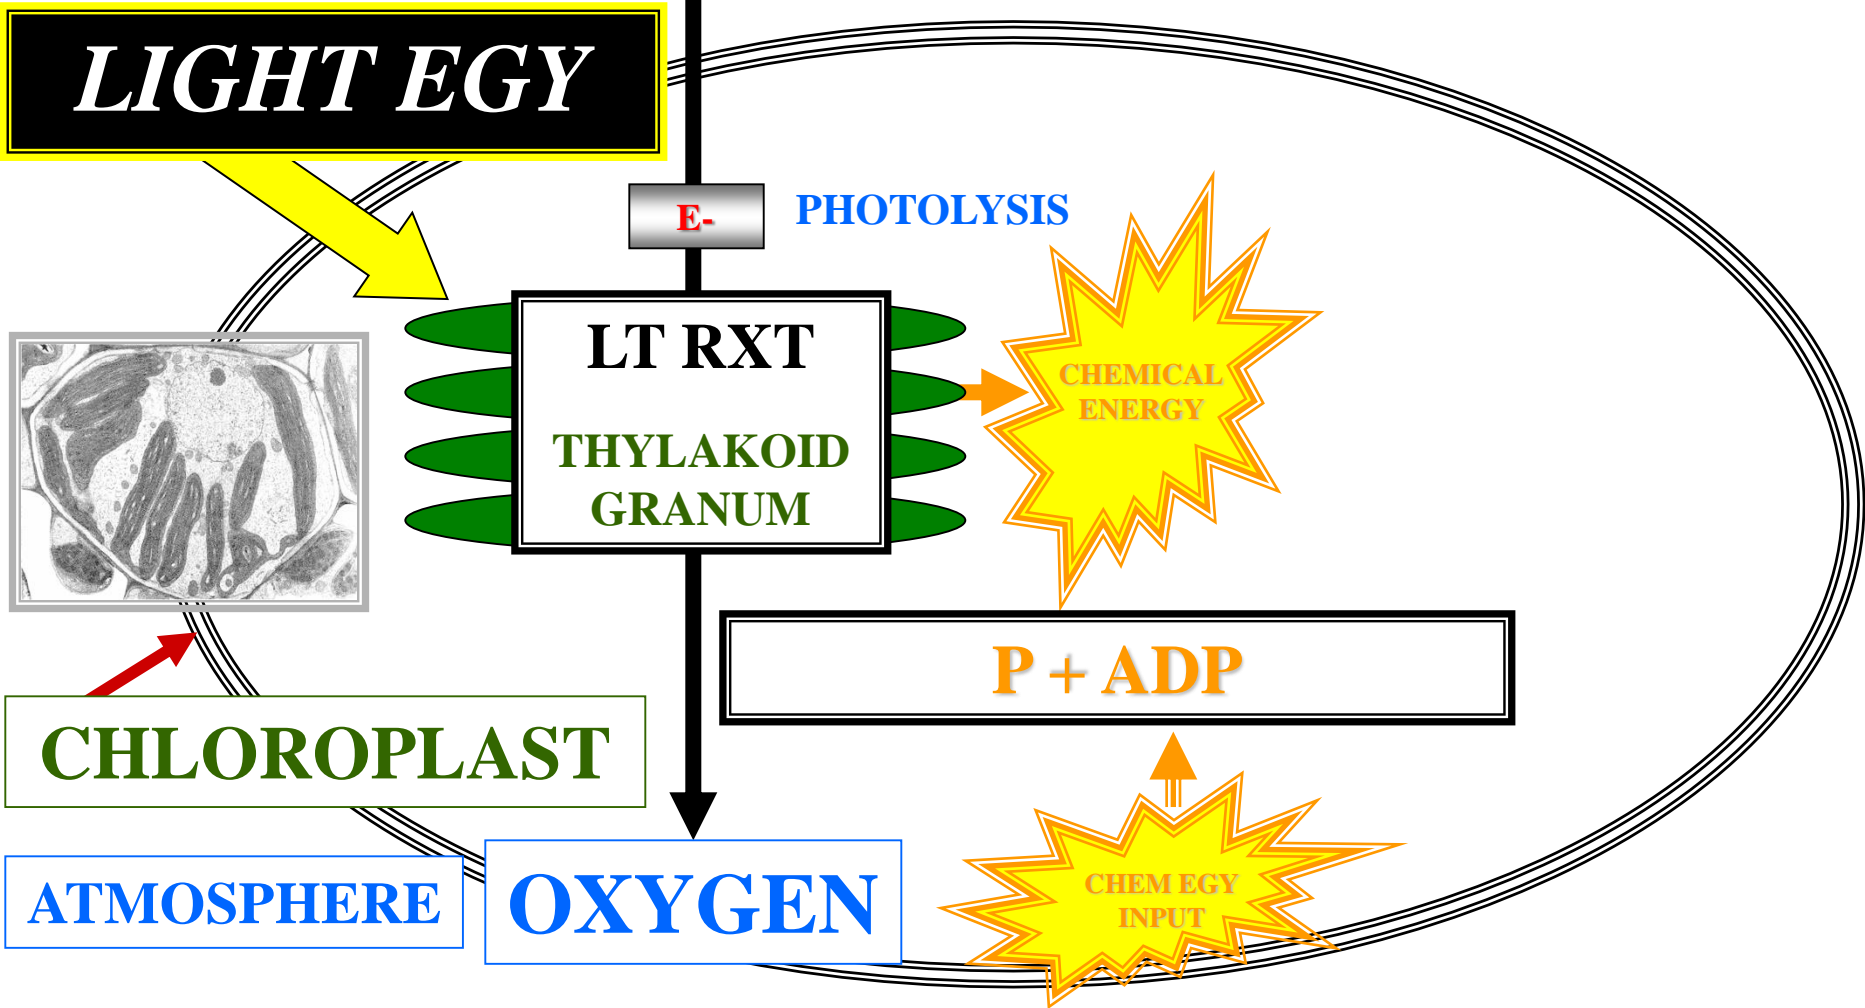 LIGHT EGY
E-
PHOTOLYSIS
LT RXT
THYLAKOID
GRANUM
CHEMICAL
ENERGY
P + ADP
CHLOROPLAST
ATMOSPHERE
OXYGEN
CHEM EGY
INPUT